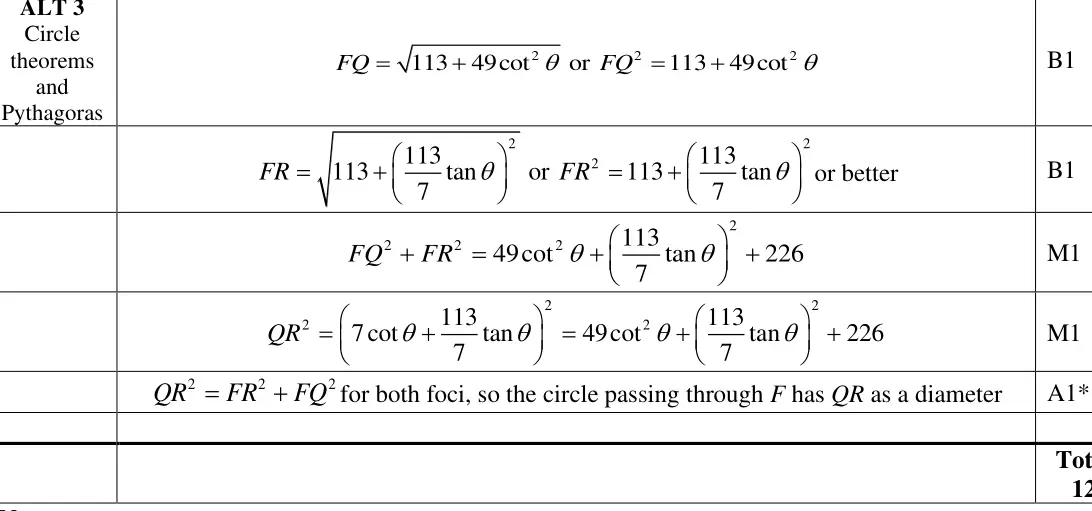 ALT 3
Circle
theorems
and
Pythagoras
FQ = √(113 + 49cot² θ) or FQ² = 113 + 49cot² θ
B1
FR = √(113 + (113/7 tan θ)²) or FR² = 113 + (113/7 tan θ)² or better
B1
FQ² + FR² = 49cot² θ + (113/7 tan θ)² + 226
M1
QR² = (7cot θ + 113/7 tan θ)² = 49cot² θ + (113/7 tan θ)² + 226
M1
QR² = FR² + FQ² for both foci, so the circle passing through F has QR as a diameter
A1*
Tot
12